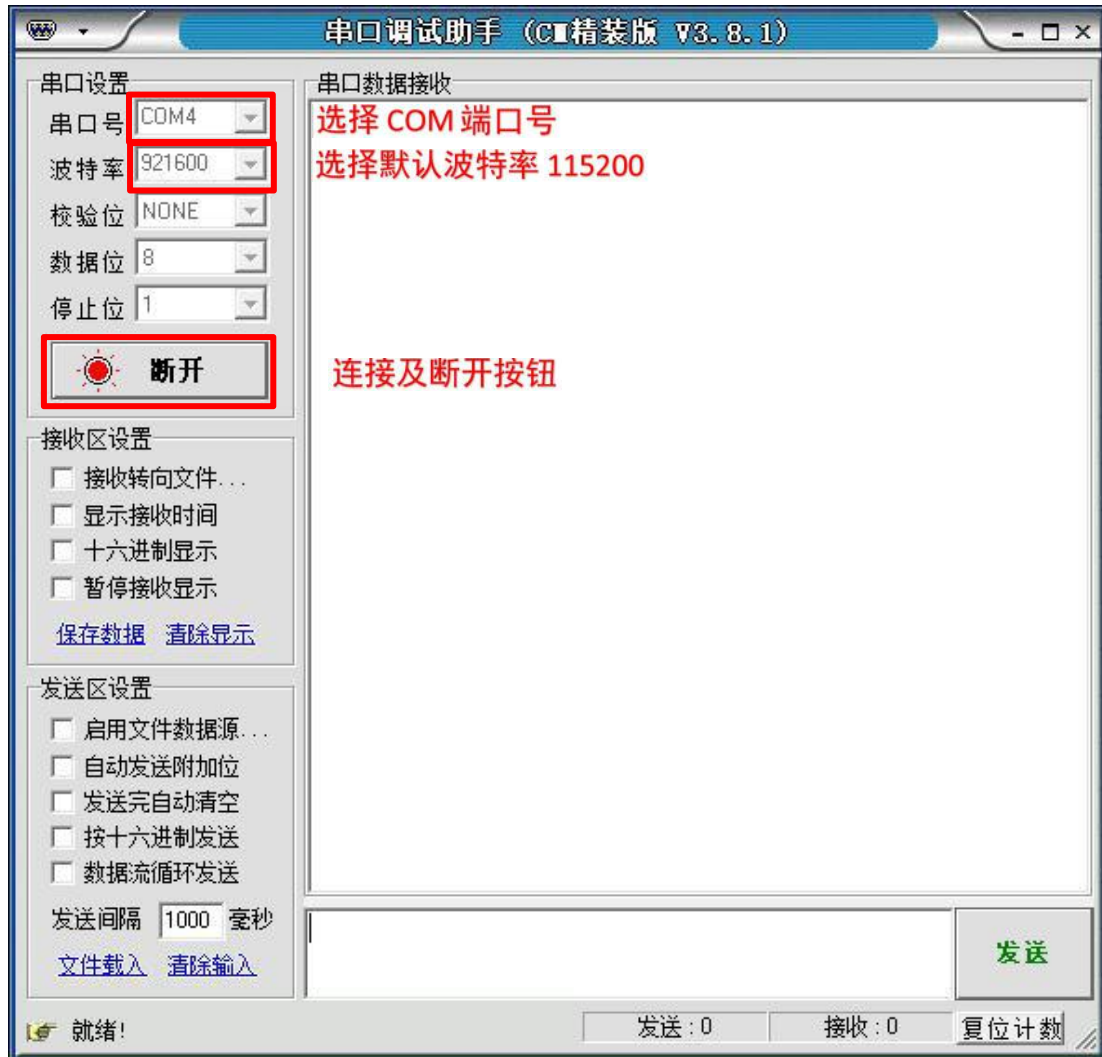 串口调试助手 (CM精装版 V3.8.1)
串口设置
串口号 COM4
波特率 921600
校验位 NONE
数据位 8
停止位 1
断开
接收区设置
接收转向文件...
显示接收时间
十六进制显示
暂停接收显示
保存数据 清除显示
发送区设置
启用文件数据源...
自动发送附加位
发送完自动清空
按十六进制发送
数据流循环发送
发送间隔 1000 毫秒
文件载入 清除输入
串口数据接收
选择 COM 端口号
选择默认波特率 115200
连接及断开按钮
发送
就绪!
发送:0
接收:0
复位计数